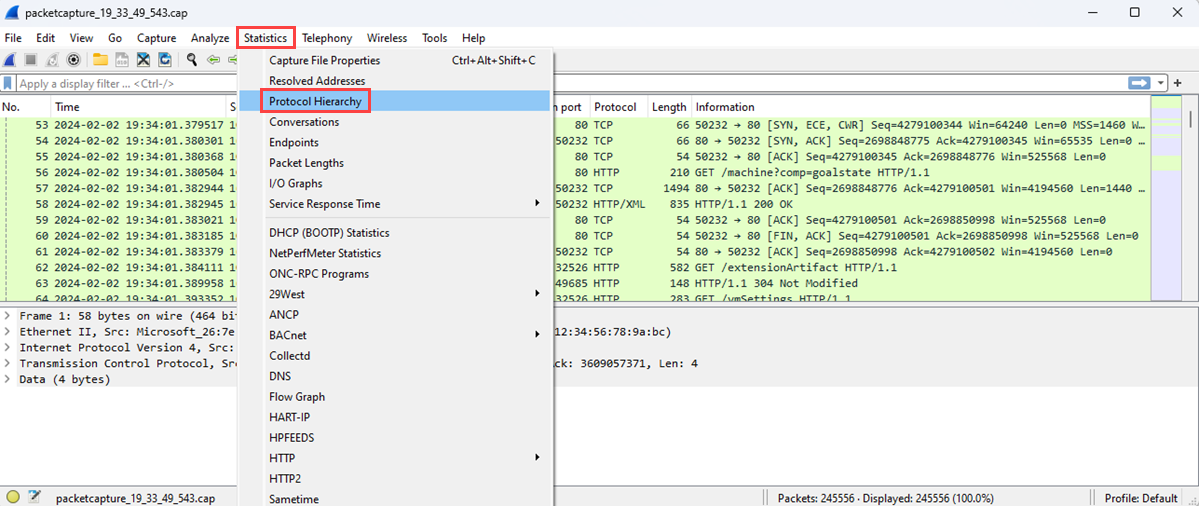 packetcapture_19_33_49_543.cap
File Edit View Go Capture Analyze Statistics Telephony Wireless Tools Help
Apply a display filter ... <Ctrl-/>
Capture File Properties Ctrl+Alt+Shift+C
Resolved Addresses
Protocol Hierarchy
Conversations
Endpoints
Packet Lengths
I/O Graphs
Service Response Time
DHCP (BOOTP) Statistics
NetPerfMeter Statistics
ONC-RPC Programs
29West
ANCP
BACnet
Collectd
DNS
Flow Graph
HART-IP
HPFEEDS
HTTP
HTTP2
Sametime
No. Time S port Protocol Length Information
53 2024-02-02 19:34:01.379517 80 TCP 66 50232 → 80 [SYN, ECE, CWR] Seq=4279100344 Win=64240 Len=0 MSS=1460 W…
54 2024-02-02 19:34:01.380301 50232 TCP 66 80 → 50232 [SYN, ACK] Seq=2698848775 Ack=4279100345 Win=65535 Len=0 …
55 2024-02-02 19:34:01.380368 80 TCP 54 50232 → 80 [ACK] Seq=4279100345 Ack=2698848776 Win=525568 Len=0
56 2024-02-02 19:34:01.380504 80 HTTP 210 GET /machine?comp=goalstate HTTP/1.1
57 2024-02-02 19:34:01.382944 50232 TCP 1494 80 → 50232 [ACK] Seq=2698848776 Ack=4279100501 Win=4194560 Len=1440 …
58 2024-02-02 19:34:01.382945 50232 HTTP/XML 835 HTTP/1.1 200 OK
59 2024-02-02 19:34:01.383021 80 TCP 54 50232 → 80 [ACK] Seq=4279100501 Ack=2698850998 Win=525568 Len=0
60 2024-02-02 19:34:01.383185 80 TCP 54 50232 → 80 [FIN, ACK] Seq=4279100501 Ack=2698850998 Win=525568 Len=0
61 2024-02-02 19:34:01.383379 50232 TCP 54 80 → 50232 [ACK] Seq=2698850998 Ack=4279100502 Win=4194560 Len=0
62 2024-02-02 19:34:01.384111 32526 HTTP 582 GET /extensionArtifact HTTP/1.1
63 2024-02-02 19:34:01.389958 49685 HTTP 148 HTTP/1.1 304 Not Modified
64 2024-02-02 19:34:01.393352 32526 HTTP 283 GET /vmSettings HTTP/1.1
Frame 1: 58 bytes on wire (464 bit
Ethernet II, Src: Microsoft_26:7e 12:34:56:78:9a:bc)
Internet Protocol Version 4, Src:
Transmission Control Protocol, Src ck: 3609057371, Len: 4
Data (4 bytes)
packetcapture_19_33_49_543.cap Packets: 245556 · Displayed: 245556 (100.0%) Profile: Default